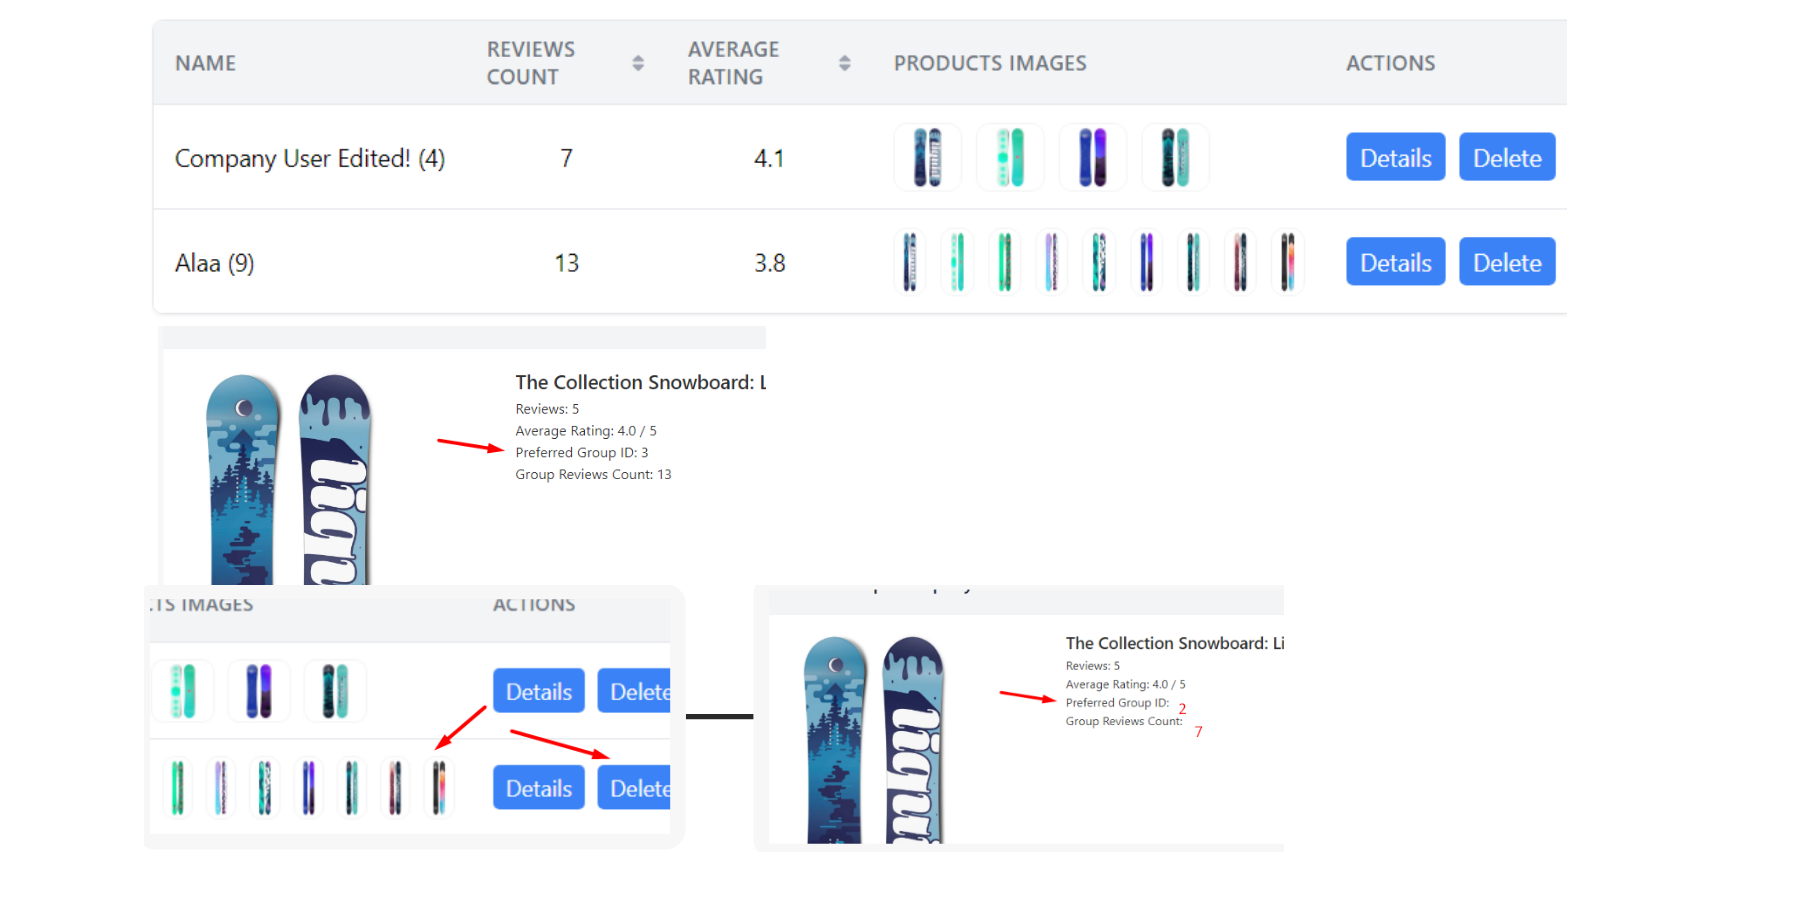 NAME
REVIEWS COUNT
AVERAGE RATING
PRODUCTS IMAGES
ACTIONS
Company User Edited! (4)
7
4.1
Details
Delete
Alaa (9)
13
3.8
Details
Delete
The Collection Snowboard: L
Reviews: 5
Average Rating: 4.0 / 5
Preferred Group ID: 3
Group Reviews Count: 13
CTS IMAGES
ACTIONS
Details
Delete
Details
Delete
The Collection Snowboard: Li
Reviews: 5
Average Rating: 4.0 / 5
Preferred Group ID: 2
Group Reviews Count: 7